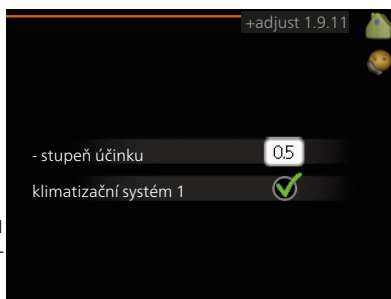 +adjust 1.9.11
- stupeň účinku
0.5
klimatizační systém 1